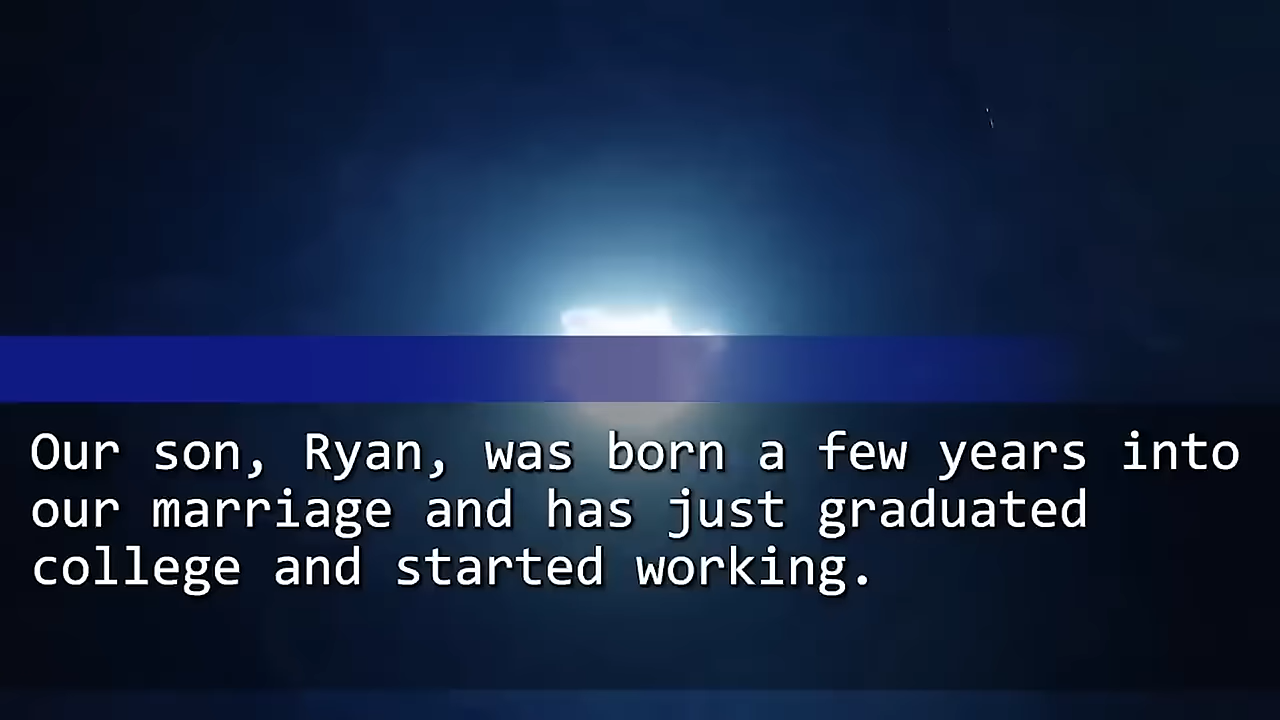 Our son, Ryan, was born a few years into
our marriage and has just graduated
college and started working.